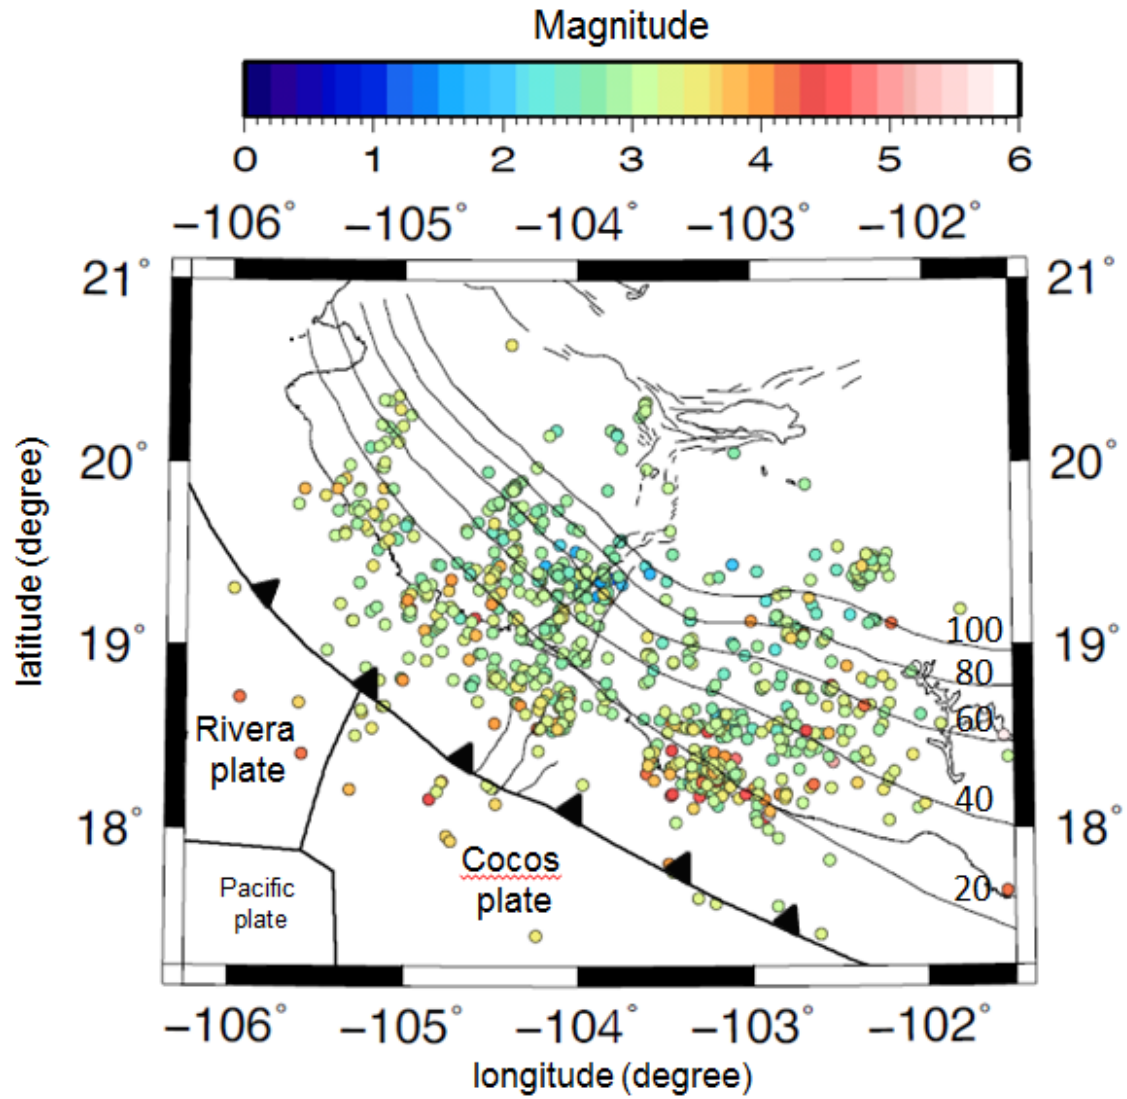 Magnitude
0 1 2 3 4 5 6
−106° −105° −104° −103° −102°
21° 21°
20° 20°
19° 19°
18° 18°
latitude (degree)
100
80
60
40
20
Rivera
plate
Cocos
plate
Pacific
plate
−106° −105° −104° −103° −102°
longitude (degree)